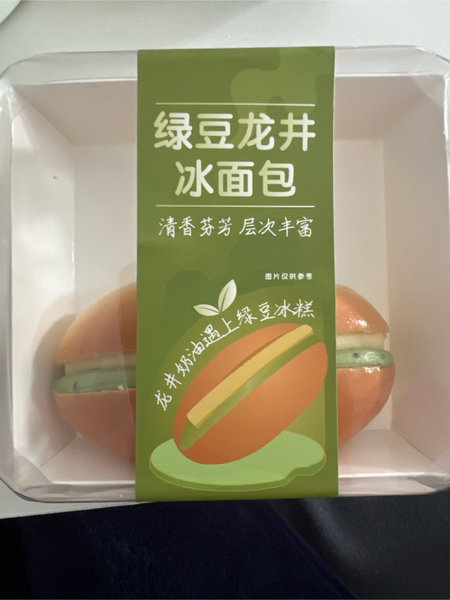 绿豆龙井
冰面包
清香芬芳 层次丰富
图片仅供参考
龙井奶油遇上绿豆冰糕